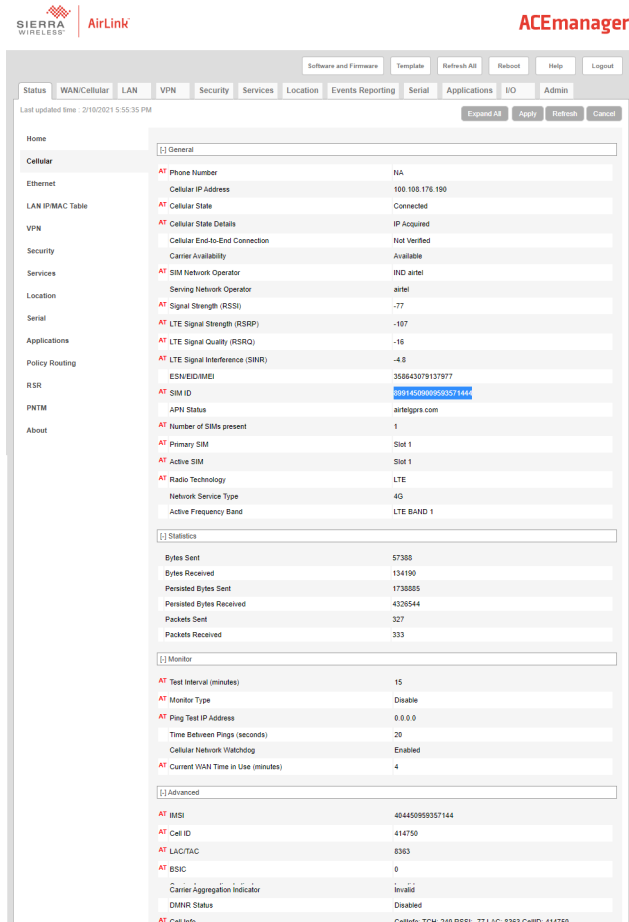 SIERRA
WIRELESS
AirLink
ACEmanager
Software and Firmware Template Refresh All Reboot Help Logout
Status WAN/Cellular LAN VPN Security Services Location Events Reporting Serial Applications I/O Admin
Last updated time : 2/10/2021 5:55:35 PM
Expand All Apply Refresh Cancel
Home
Cellular
Ethernet
LAN IP/MAC Table
VPN
Security
Services
Location
Serial
Applications
Policy Routing
RSR
PNTM
About
[-] General
AT Phone Number NA
Cellular IP Address 100.108.176.190
AT Cellular State Connected
AT Cellular State Details IP Acquired
Cellular End-to-End Connection Not Verified
Carrier Availability Available
AT SIM Network Operator IND airtel
Serving Network Operator airtel
AT Signal Strength (RSSI) -77
AT LTE Signal Strength (RSRP) -107
AT LTE Signal Quality (RSRQ) -16
AT LTE Signal Interference (SINR) -4.8
ESN/EID/IMEI 358643079137977
AT SIM ID 89914509009593571444
APN Status airtelgprs.com
AT Number of SIMs present 1
AT Primary SIM Slot 1
AT Active SIM Slot 1
AT Radio Technology LTE
Network Service Type 4G
Active Frequency Band LTE BAND 1
[-] Statistics
Bytes Sent 57388
Bytes Received 134190
Persisted Bytes Sent 1738885
Persisted Bytes Received 4326544
Packets Sent 327
Packets Received 333
[-] Monitor
AT Test Interval (minutes) 15
AT Monitor Type Disable
AT Ping Test IP Address 0.0.0.0
Time Between Pings (seconds) 20
Cellular Network Watchdog Enabled
AT Current WAN Time in Use (minutes) 4
[-] Advanced
AT IMSI 404450959357144
AT Cell ID 414750
AT LAC/TAC 8363
AT BSIC 0
Carrier Aggregation Indicator Invalid
DMNR Status Disabled
AT Cell Info CellInfo: TCH: 249 RSSI: -77 LAC: 8363 CellID: 414750